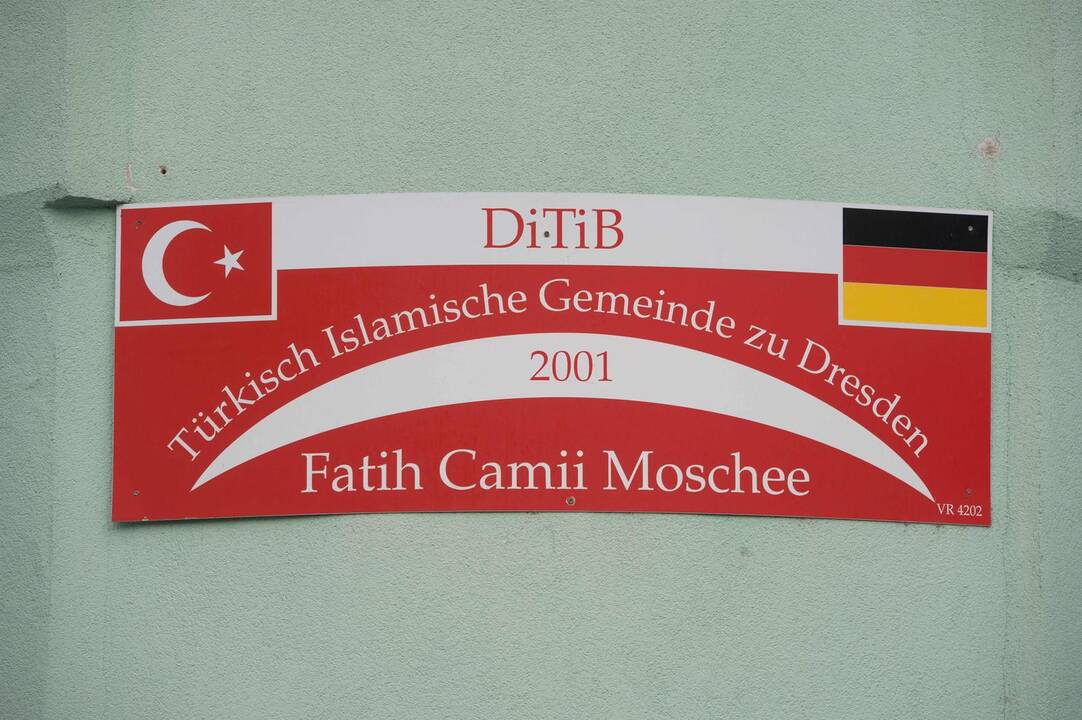 DiTiB
Türkisch Islamische Gemeinde zu Dresden
2001
Fatih Camii Moschee
VR 4202